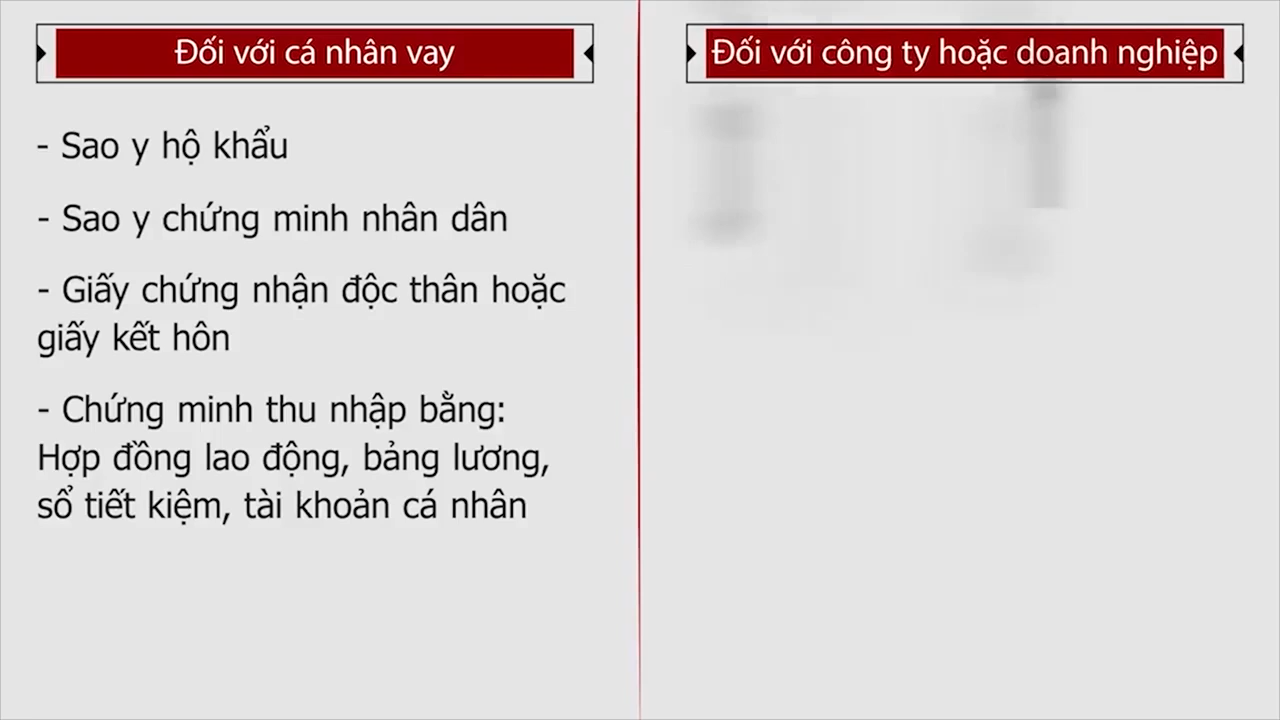 Đối với cá nhân vay
- Sao y hộ khẩu
- Sao y chứng minh nhân dân
- Giấy chứng nhận độc thân hoặc
giấy kết hôn
- Chứng minh thu nhập bằng:
Hợp đồng lao động, bảng lương,
sổ tiết kiệm, tài khoản cá nhân
Đối với công ty hoặc doanh nghiệp